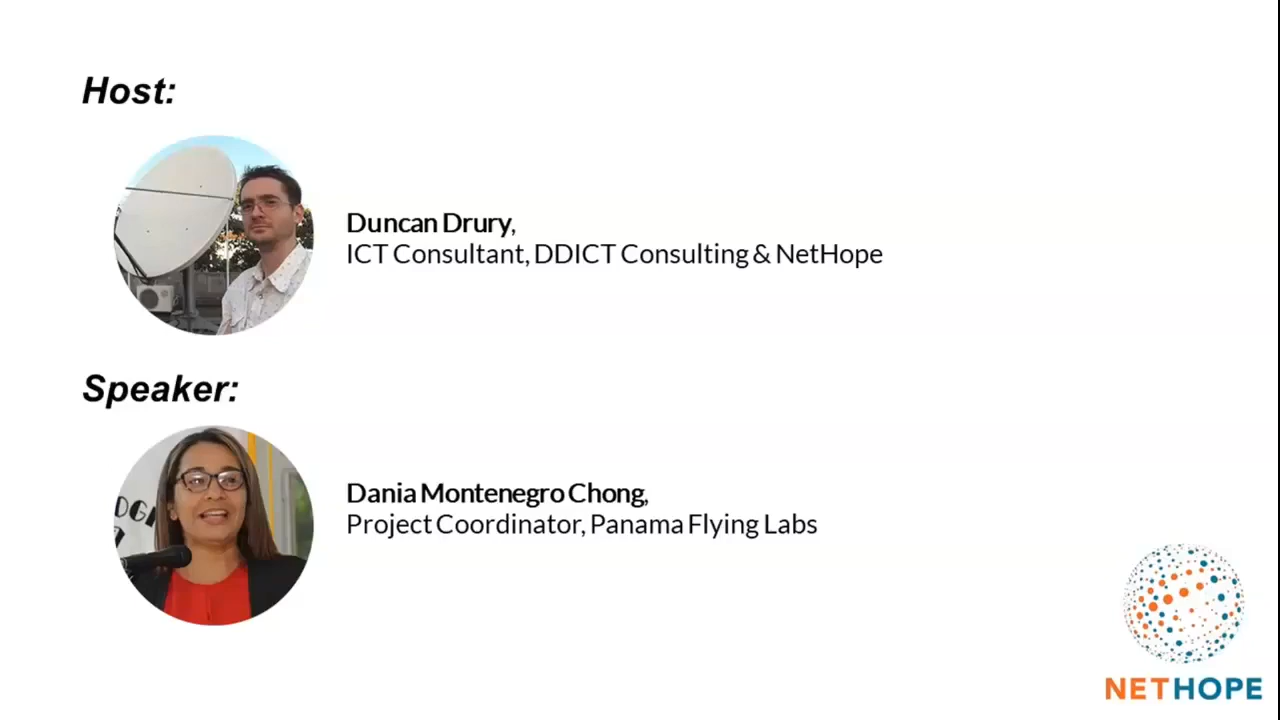 Host:
Duncan Drury,
ICT Consultant, DDICT Consulting & NetHope
Speaker:
Dania Montenegro Chong,
Project Coordinator, Panama Flying Labs
NETHOPE